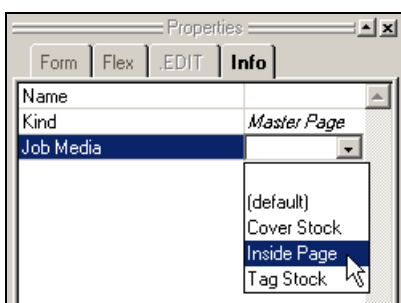 Properties
Form Flex .EDIT Info
Name
Kind Master Page
Job Media
(default)
Cover Stock
Inside Page
Tag Stock